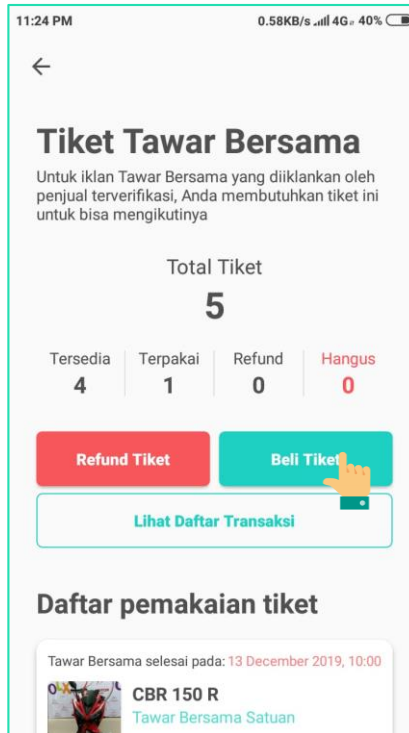 11:24 PM 0.58KB/s 4G 40%
Tiket Tawar Bersama
Untuk iklan Tawar Bersama yang diiklankan oleh
penjual terverifikasi, Anda membutuhkan tiket ini
untuk bisa mengikutinya
Total Tiket
5
Tersedia Terpakai Refund Hangus
4 1 0 0
Refund Tiket Beli Tiket
Lihat Daftar Transaksi
Daftar pemakaian tiket
Tawar Bersama selesai pada: 13 December 2019, 10:00
CBR 150 R
Tawar Bersama Satuan